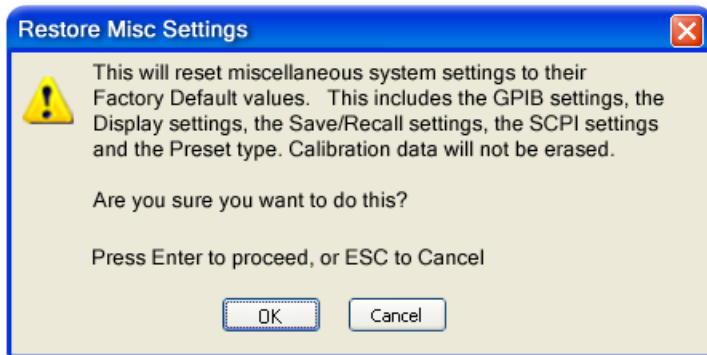 Restore Misc Settings
This will reset miscellaneous system settings to their
Factory Default values.   This includes the GPIB settings, the
Display settings, the Save/Recall settings, the SCPI settings
and the Preset type. Calibration data will not be erased.
Are you sure you want to do this?
Press Enter to proceed, or ESC to Cancel
OK
Cancel